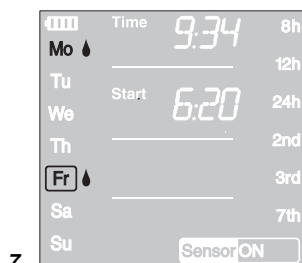 Time 9:34 8h
Mo
12h
Tu
Start 6:20 24h
We
Th 2nd
Fr 3rd
Sa 7th
Su Sensor ON
7